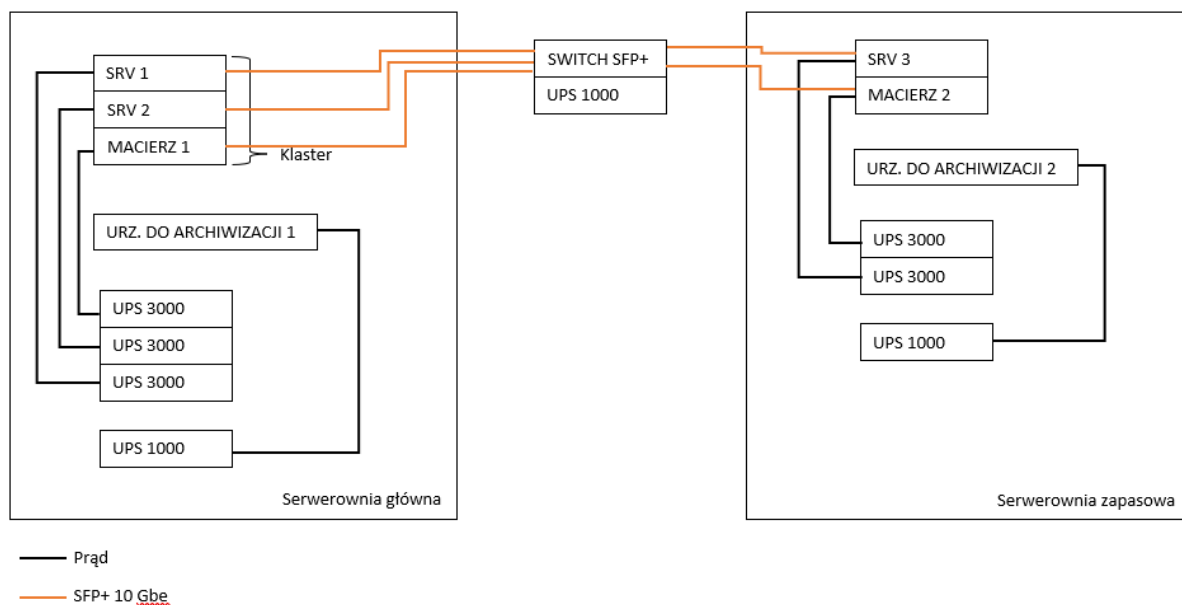 SRV 1
SRV 2
MACIERZ 1
Klaster
URZ. DO ARCHIWIZACJI 1
UPS 3000
UPS 3000
UPS 3000
UPS 1000
Serwerownia główna
SWITCH SFP+
UPS 1000
SRV 3
MACIERZ 2
URZ. DO ARCHIWIZACJI 2
UPS 3000
UPS 3000
UPS 1000
Serwerownia zapasowa
Prąd
SFP+ 10 Gbe